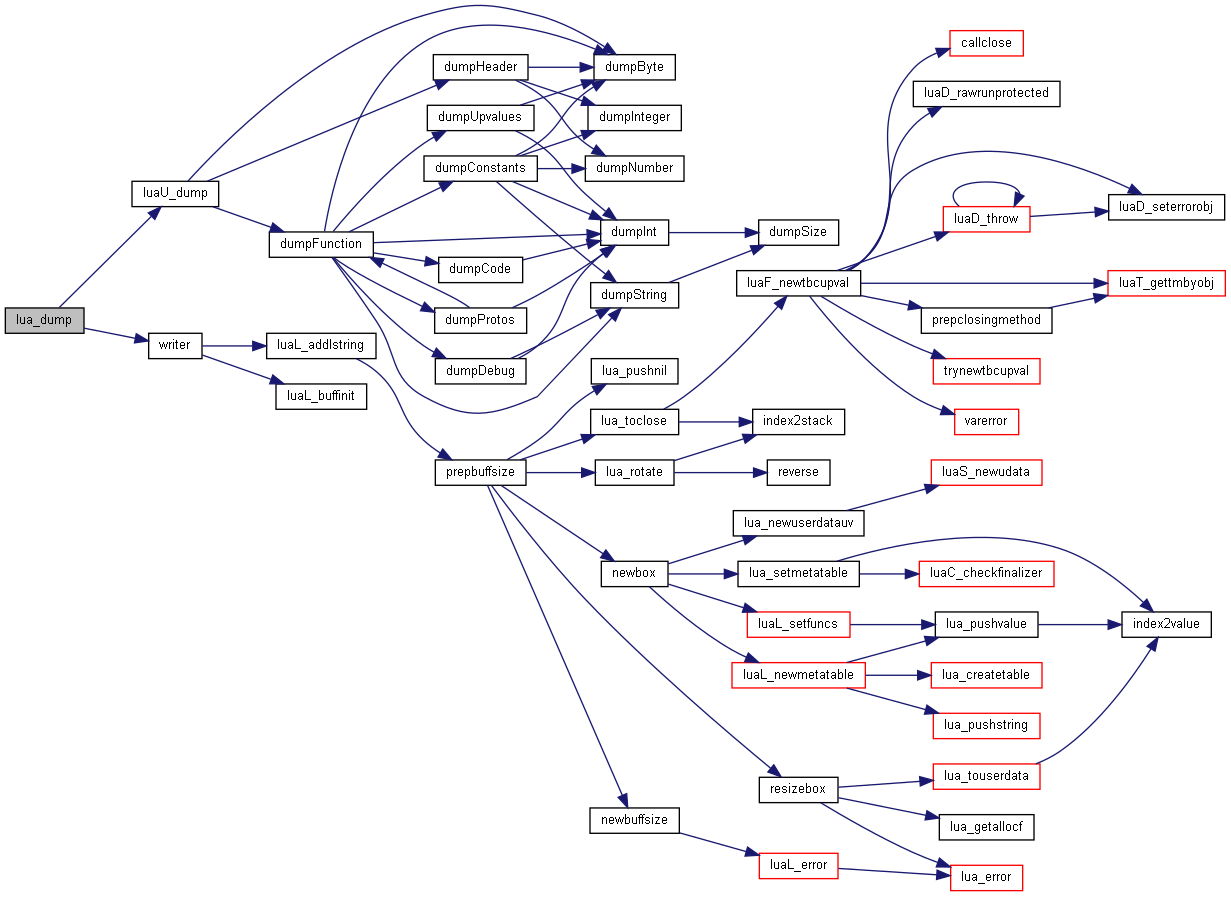 lua_dump
luaU_dump
writer
dumpFunction
luaL_addlstring
luaL_buffinit
dumpHeader
dumpUpvalues
dumpConstants
dumpCode
dumpProtos
dumpDebug
prepbuffsize
dumpByte
dumpInteger
dumpNumber
dumpInt
dumpString
lua_pushnil
lua_toclose
lua_rotate
newbox
newbuffsize
dumpSize
luaF_newtbcupval
index2stack
reverse
lua_newuserdatauv
lua_setmetatable
luaL_setfuncs
luaL_newmetatable
resizebox
luaL_error
callclose
luaD_rawrunprotected
luaD_throw
prepclosingmethod
trynewtbcupval
varerror
luaS_newudata
luaC_checkfinalizer
lua_pushvalue
lua_createtable
lua_pushstring
lua_touserdata
lua_getallocf
lua_error
luaD_seterrorobj
luaT_gettmbyobj
index2value